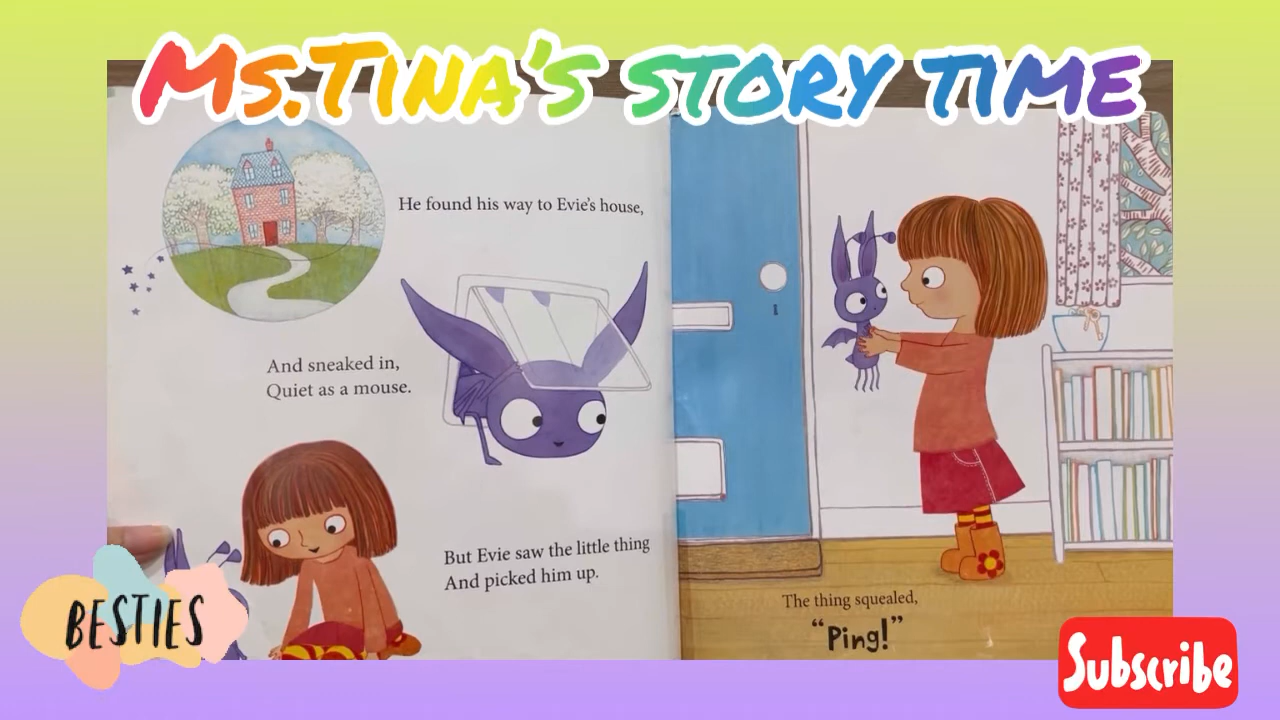 Ms.Tina's story time
He found his way to Evie's house,
And sneaked in,
Quiet as a mouse.
But Evie saw the little thing
And picked him up.
The thing squealed,
"Ping!"
BESTIES
Subscribe